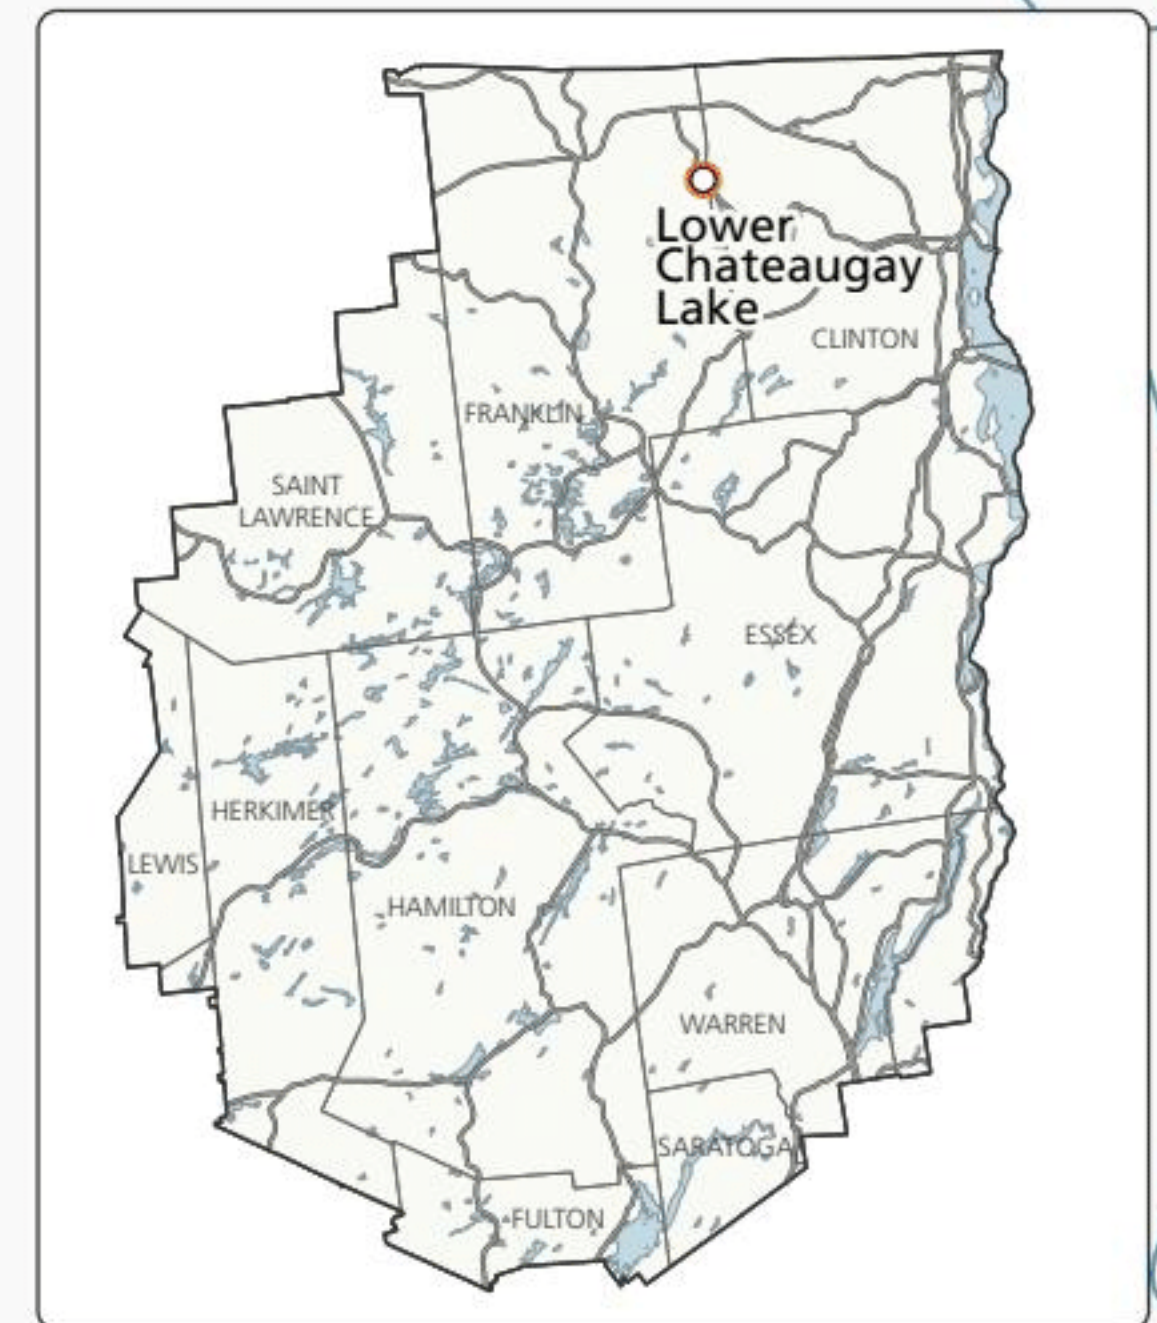 Lower
Chateaugay
Lake
CLINTON
FRANKLIN
SAINT
LAWRENCE
ESSEX
HERKIMER
LEWIS
HAMILTON
WARREN
SARATOGA
FULTON